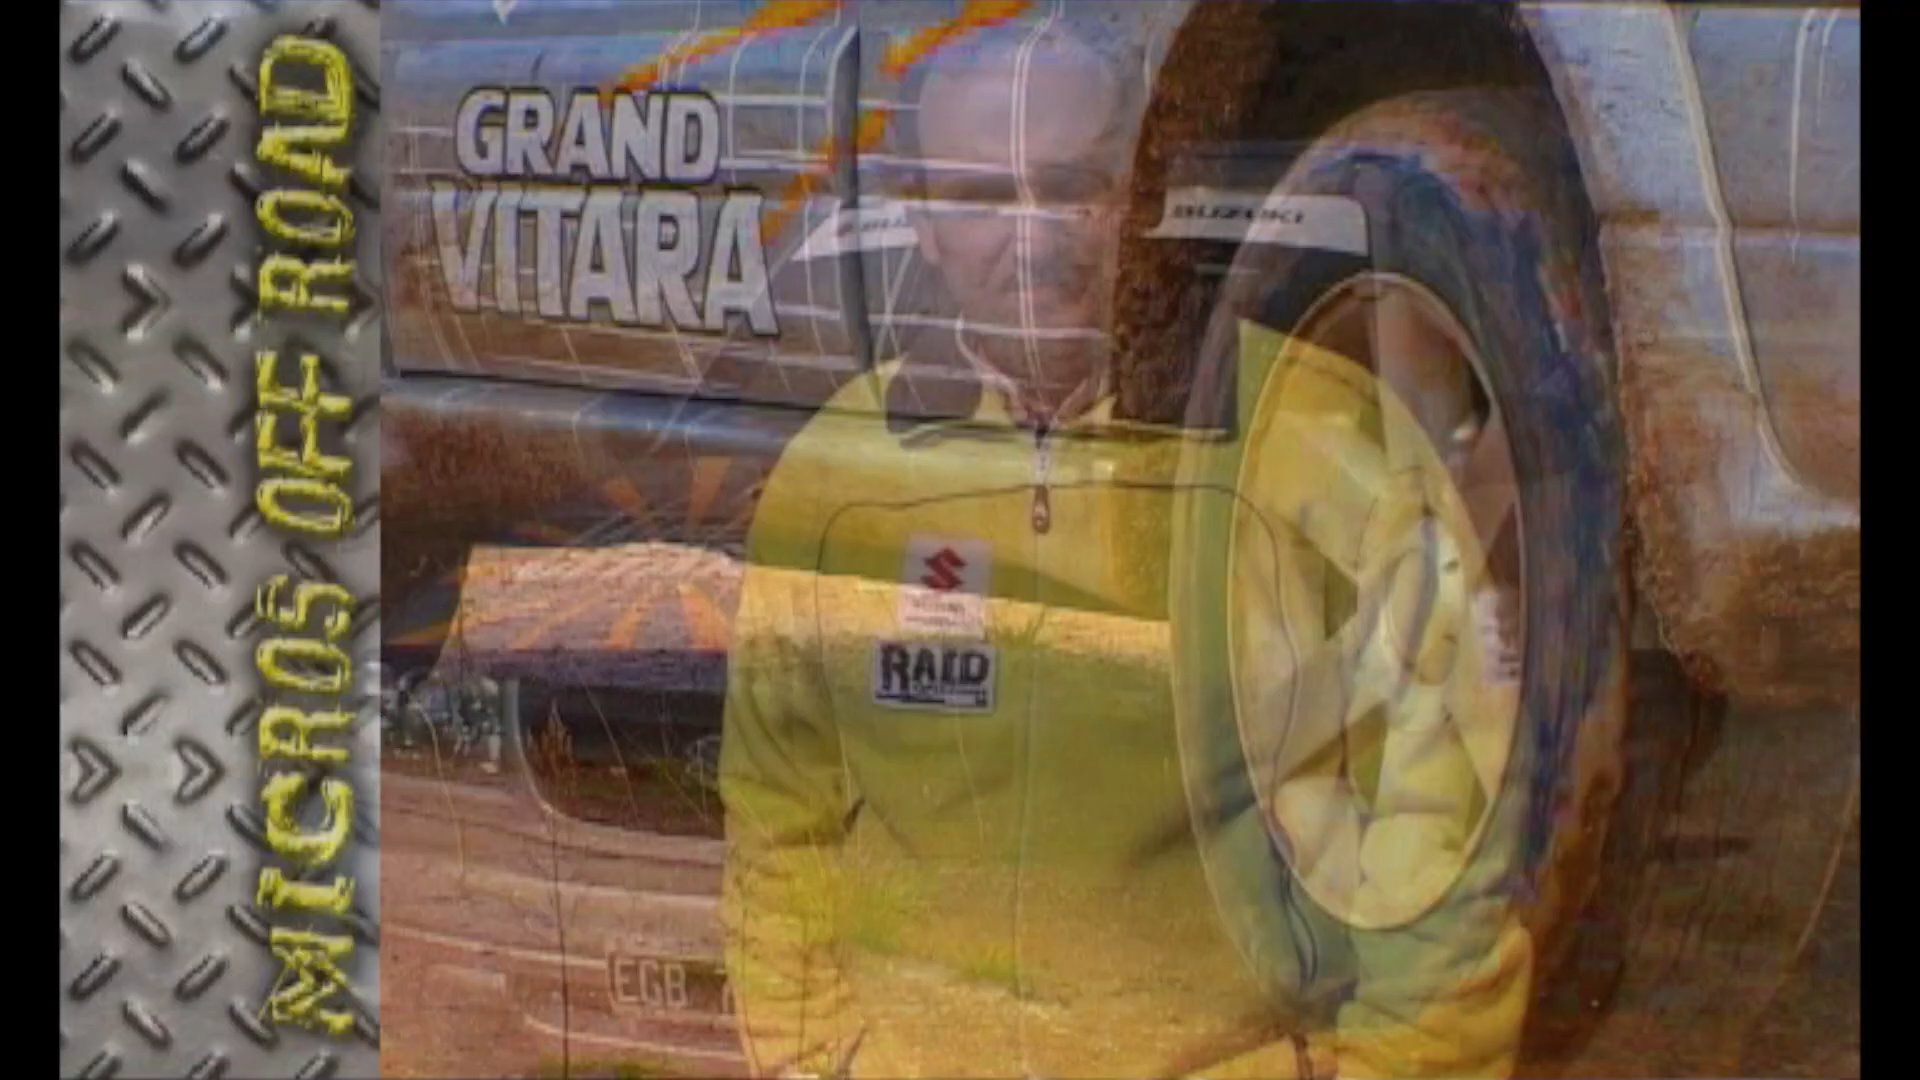 MICROS OFF ROAD
GRAND
VITARA
SUZUKI
RAID
EGB